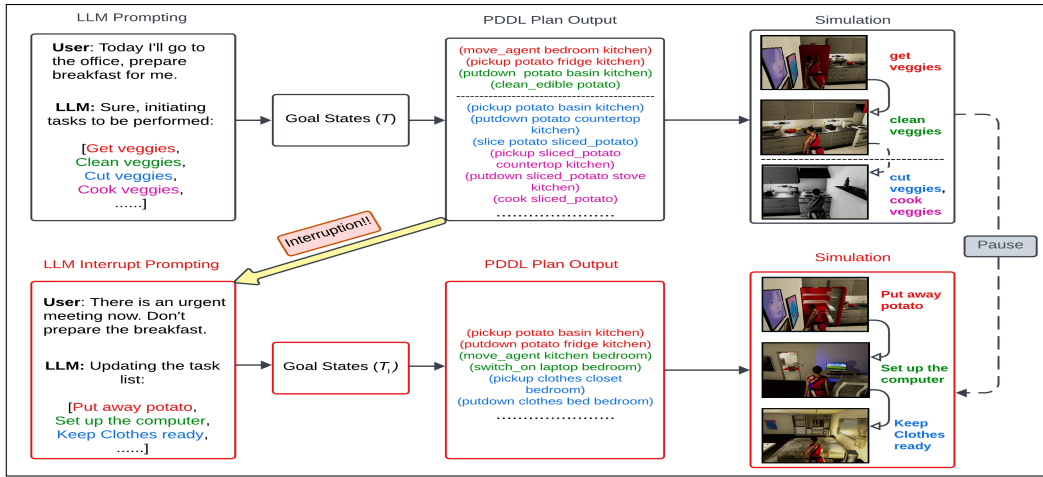 LLM Prompting
User: Today I'll go to
the office, prepare
breakfast for me.
LLM: Sure, initiating
tasks to be performed:
[Get veggies,
Clean veggies,
Cut veggies,
Cook veggies,
......]
Goal States (T)
PDDL Plan Output
(move_agent bedroom kitchen)
(pickup potato fridge kitchen)
(putdown potato basin kitchen)
(clean_edible potato)
(pickup potato basin kitchen)
(putdown potato countertop
kitchen)
(slice potato sliced_potato)
(pickup sliced_potato
countertop kitchen)
(putdown sliced_potato stove
kitchen)
(cook sliced_potato)
......................
Simulation
get
veggies
clean
veggies
cut
veggies,
cook
veggies
Interruption!!
Pause
LLM Interrupt Prompting
User: There is an urgent
meeting now. Don't
prepare the breakfast.
LLM: Updating the task
list:
[Put away potato,
Set up the computer,
Keep Clothes ready,
......]
Goal States (T₁)
PDDL Plan Output
(pickup potato basin kitchen)
(putdown potato fridge kitchen)
(move_agent kitchen bedroom)
(switch_on laptop bedroom)
(pickup clothes closet
bedroom)
(putdown clothes bed bedroom)
......................
Simulation
Put away
potato
Set up the
computer
Keep
Clothes
ready